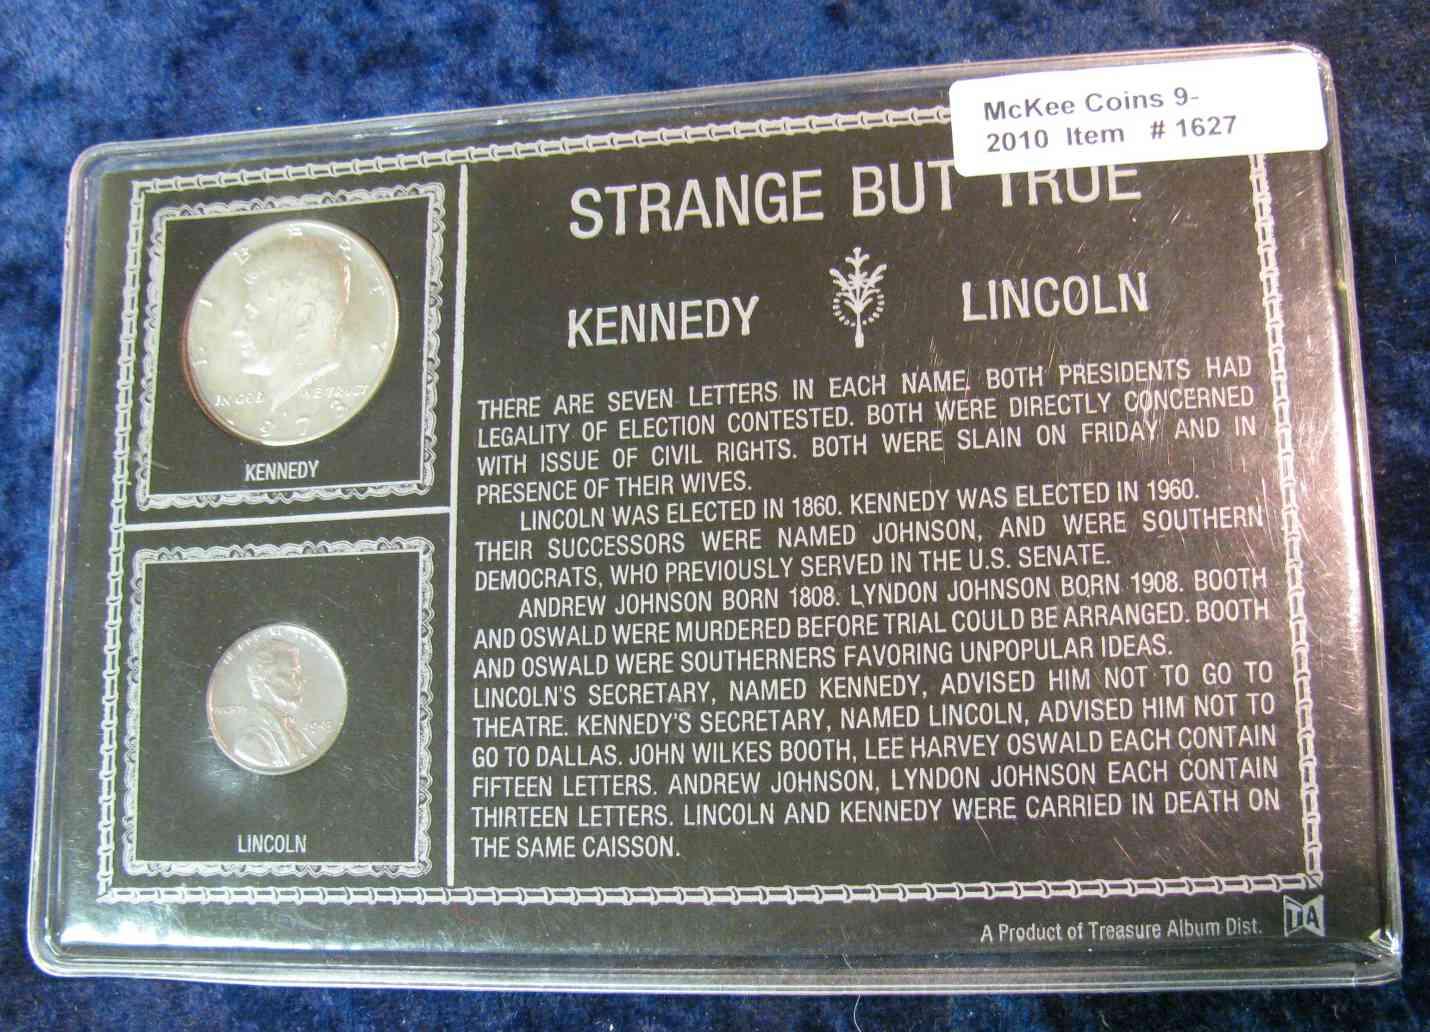 McKee Coins 9-
2010 Item # 1627
STRANGE BUT TRUE
KENNEDY LINCOLN
THERE ARE SEVEN LETTERS IN EACH NAME. BOTH PRESIDENTS HAD
LEGALITY OF ELECTION CONTESTED. BOTH WERE DIRECTLY CONCERNED
WITH ISSUE OF CIVIL RIGHTS. BOTH WERE SLAIN ON FRIDAY AND IN
PRESENCE OF THEIR WIVES.
LINCOLN WAS ELECTED IN 1860. KENNEDY WAS ELECTED IN 1960.
THEIR SUCCESSORS WERE NAMED JOHNSON, AND WERE SOUTHERN
DEMOCRATS, WHO PREVIOUSLY SERVED IN THE U.S. SENATE.
ANDREW JOHNSON BORN 1808. LYNDON JOHNSON BORN 1908. BOOTH
AND OSWALD WERE MURDERED BEFORE TRIAL COULD BE ARRANGED. BOOTH
AND OSWALD WERE SOUTHERNERS FAVORING UNPOPULAR IDEAS.
LINCOLN'S SECRETARY, NAMED KENNEDY, ADVISED HIM NOT TO GO TO
THEATRE. KENNEDY'S SECRETARY, NAMED LINCOLN, ADVISED HIM NOT TO
GO TO DALLAS. JOHN WILKES BOOTH, LEE HARVEY OSWALD EACH CONTAIN
FIFTEEN LETTERS. ANDREW JOHNSON, LYNDON JOHNSON EACH CONTAIN
THIRTEEN LETTERS. LINCOLN AND KENNEDY WERE CARRIED IN DEATH ON
THE SAME CAISSON.
A Product of Treasure Album Dist.
TA
LIBERTY
IN GOD WE TRUST
KENNEDY
LINCOLN